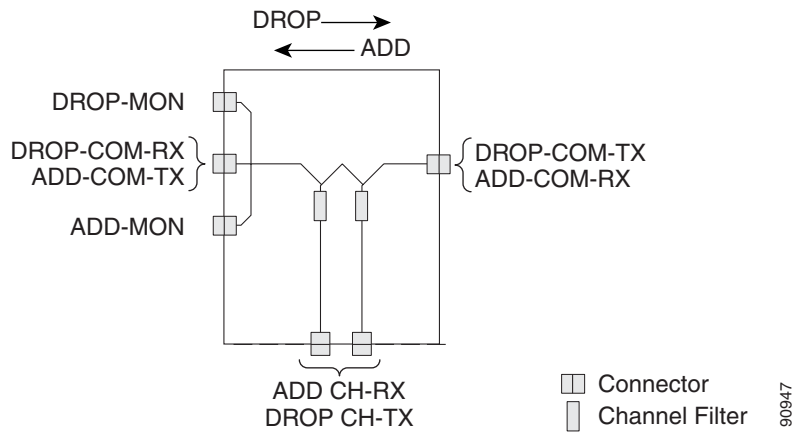 DROP
ADD
DROP-MON
DROP-COM-RX
ADD-COM-TX
DROP-COM-TX
ADD-COM-RX
ADD-MON
ADD CH-RX
DROP CH-TX
Connector
Channel Filter
90947